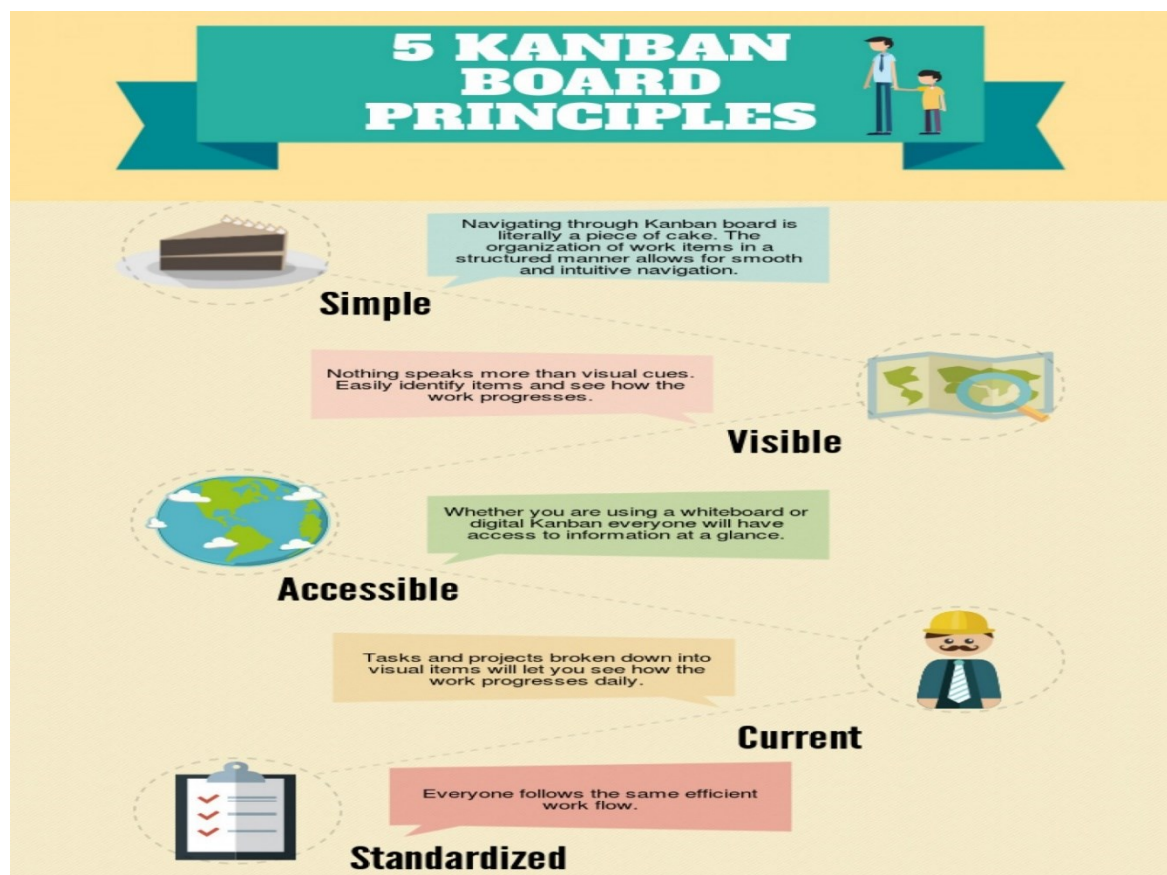 5 KANBAN
BOARD
PRINCIPLES
Navigating through Kanban board is
literally a piece of cake. The
organization of work items in a
structured manner allows for smooth
and intuitive navigation.
Simple
Nothing speaks more than visual cues.
Easily identify items and see how the
work progresses.
Visible
Whether you are using a whiteboard or
digital Kanban everyone will have
access to information at a glance.
Accessible
Tasks and projects broken down into
visual items will let you see how the
work progresses daily.
Current
Everyone follows the same efficient
work flow.
Standardized